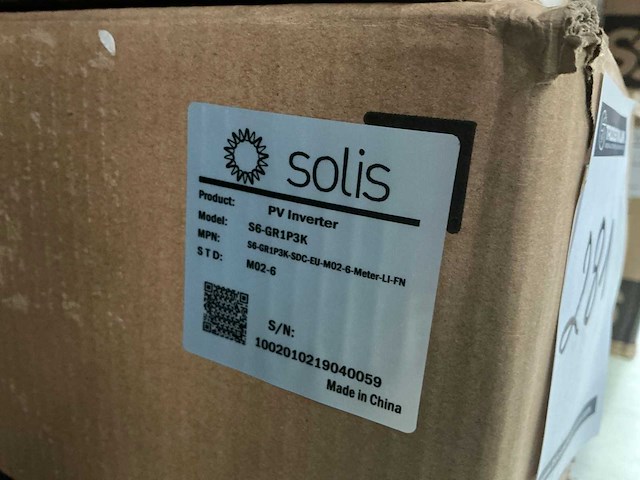 solis
Product: PV Inverter
Model: S6-GR1P3K
MPN: S6-GR1P3K-SDC-EU-M02-6-Meter-LI-FN
STD: M02-6
S/N:
1002010219040059
Made in China